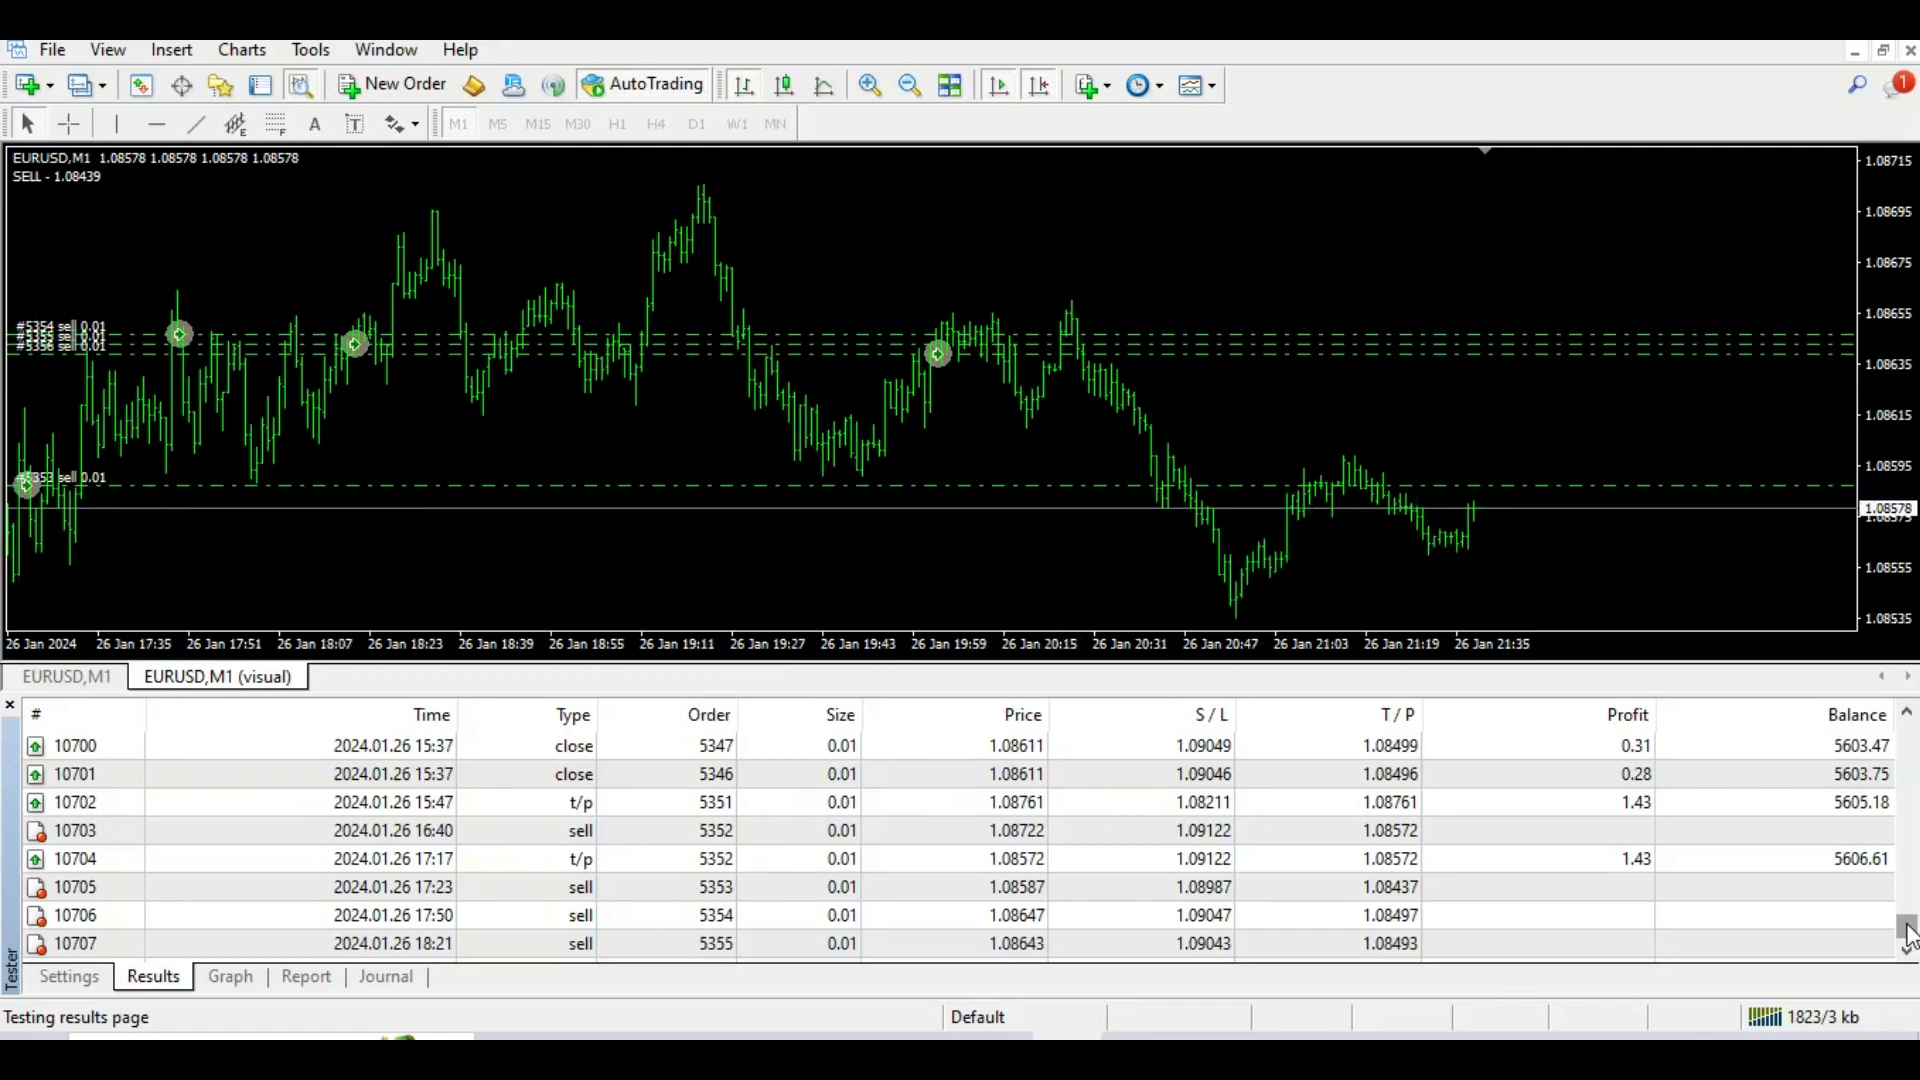 File View Insert Charts Tools Window Help
New Order AutoTrading 1
A T M1 M5 M15 M30 H1 H4 D1 W1 MN
EURUSD,M1 1.08578 1.08578 1.08578 1.08578
SELL - 1.08439
1.08715
1.08695
1.08675
1.08655
1.08635
1.08615
1.08595
1.08578
1.08575
1.08555
1.08535
#5354 sell 0.01
#5355 sell 0.01
#5356 sell 0.01
#5353 sell 0.01
26 Jan 2024 26 Jan 17:35 26 Jan 17:51 26 Jan 18:07 26 Jan 18:23 26 Jan 18:39 26 Jan 18:55 26 Jan 19:11 26 Jan 19:27 26 Jan 19:43 26 Jan 19:59 26 Jan 20:15 26 Jan 20:31 26 Jan 20:47 26 Jan 21:03 26 Jan 21:19 26 Jan 21:35
EURUSD,M1 EURUSD,M1 (visual)
# Time Type Order Size Price S / L T / P Profit Balance
10700 2024.01.26 15:37 close 5347 0.01 1.08611 1.09049 1.08499 0.31 5603.47
10701 2024.01.26 15:37 close 5346 0.01 1.08611 1.09046 1.08496 0.28 5603.75
10702 2024.01.26 15:47 t/p 5351 0.01 1.08761 1.08211 1.08761 1.43 5605.18
10703 2024.01.26 16:40 sell 5352 0.01 1.08722 1.09122 1.08572
10704 2024.01.26 17:17 t/p 5352 0.01 1.08572 1.09122 1.08572 1.43 5606.61
10705 2024.01.26 17:23 sell 5353 0.01 1.08587 1.08987 1.08437
10706 2024.01.26 17:50 sell 5354 0.01 1.08647 1.09047 1.08497
10707 2024.01.26 18:21 sell 5355 0.01 1.08643 1.09043 1.08493
Tester
Settings Results Graph Report Journal
Testing results page Default 1823/3 kb